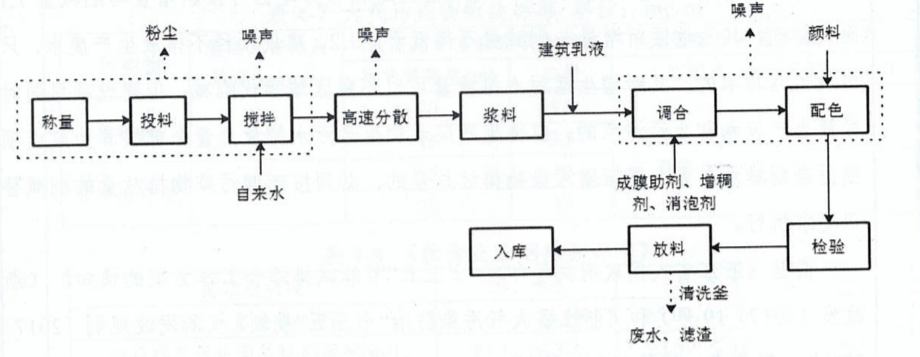 粉尘
噪声
噪声
噪声
颜料
建筑乳液
称量
投料
搅拌
高速分散
浆料
调合
配色
自来水
成膜助剂、增稠
剂、消泡剂
入库
放料
检验
清洗釜
废水、滤渣